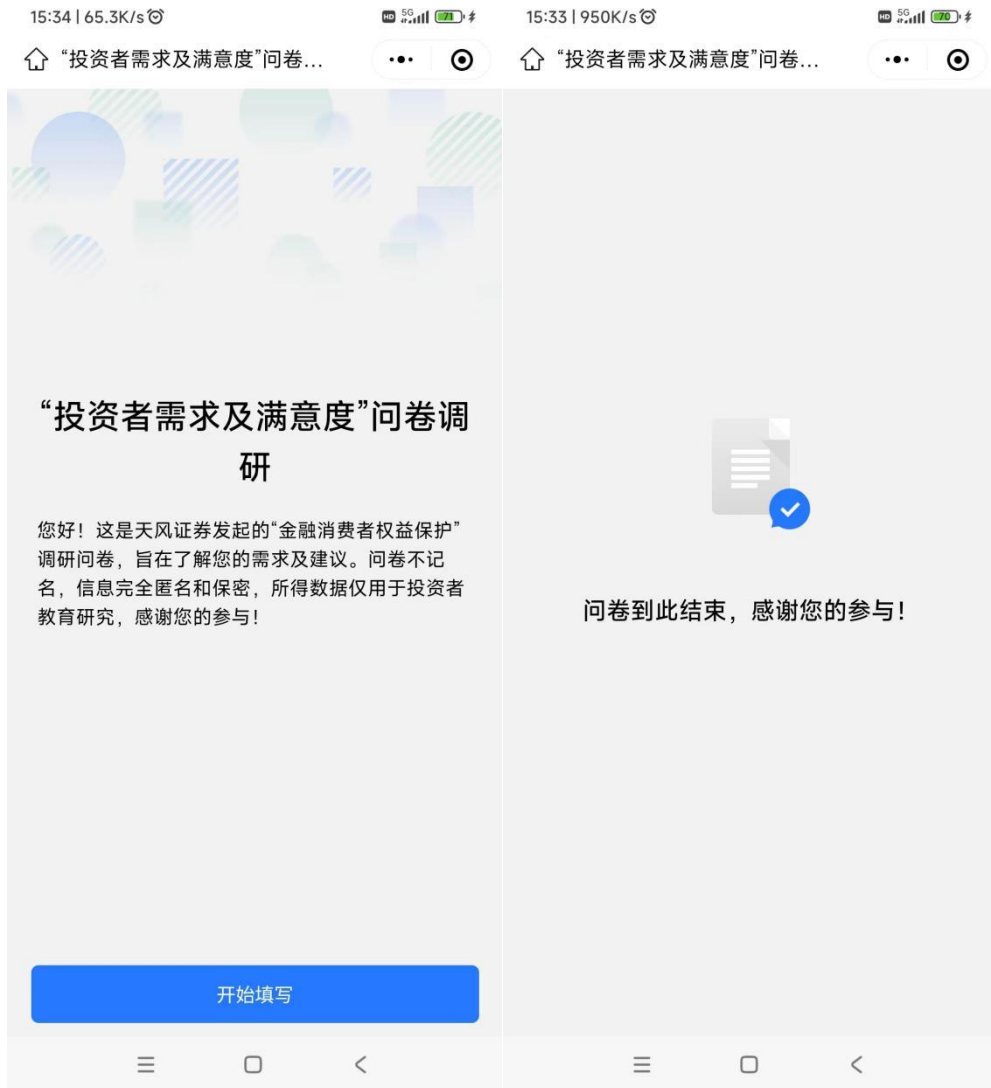 15:34 | 65.3K/s
HD 5G 71
“投资者需求及满意度”问卷...
“投资者需求及满意度”问卷调
研
您好！这是天风证券发起的“金融消费者权益保护”
调研问卷，旨在了解您的需求及建议。问卷不记
名，信息完全匿名和保密，所得数据仅用于投资者
教育研究，感谢您的参与！
开始填写
15:33 | 950K/s
HD 5G 70
“投资者需求及满意度”问卷...
问卷到此结束，感谢您的参与！